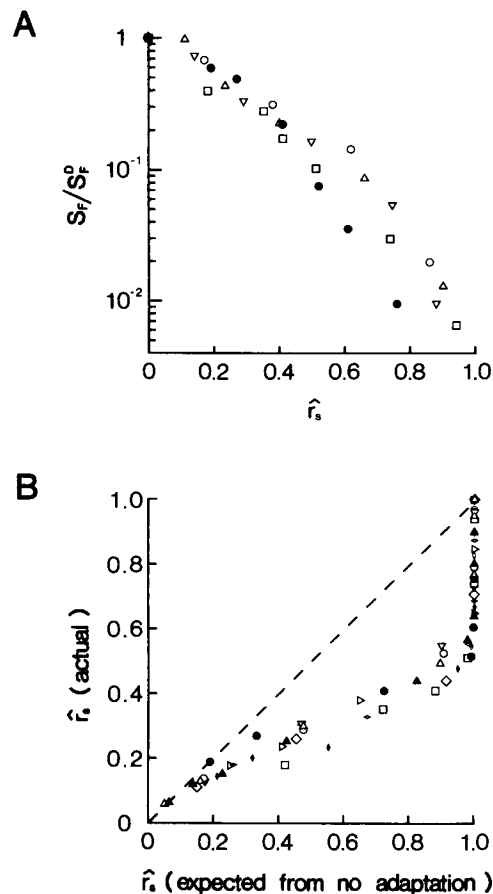 A
S_F/S_F^D
1
10^-1
10^-2
0 0.2 0.4 0.6 0.8 1.0
r̂_s
B
r̂_s (actual)
1.0
0.8
0.6
0.4
0.2
0
0 0.2 0.4 0.6 0.8 1.0
r̂_s (expected from no adaptation)